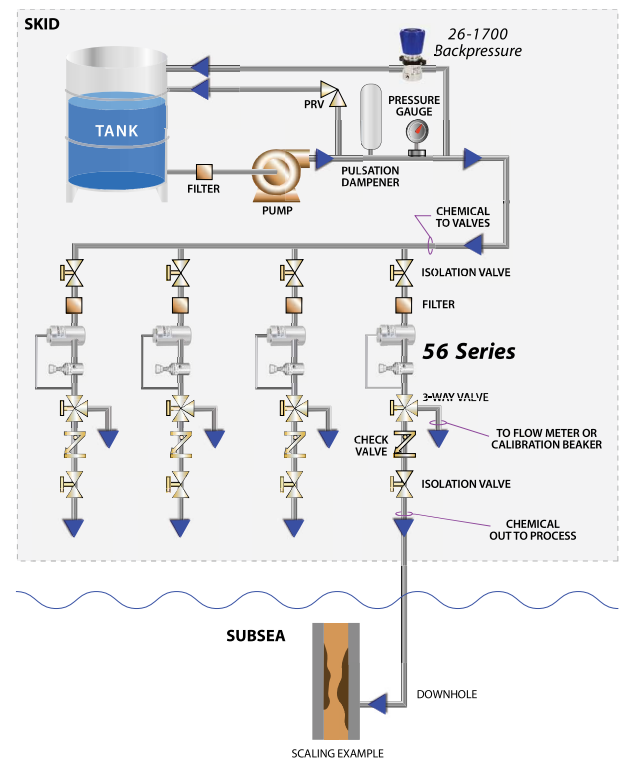 SKID
26-1700
Backpressure
PRV
PRESSURE
GAUGE
TANK
FILTER
PUMP
PULSATION
DAMPENER
CHEMICAL
TO VALVES
ISOLATION VALVE
FILTER
56 Series
3-WAY VALVE
CHECK
VALVE
TO FLOW METER OR
CALIBRATION BEAKER
ISOLATION VALVE
CHEMICAL
OUT TO PROCESS
SUBSEA
DOWNHOLE
SCALING EXAMPLE